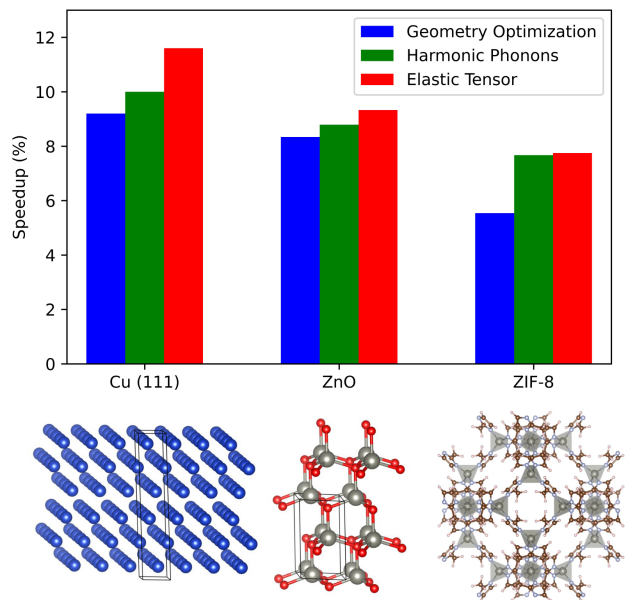 12
10
8
6
4
2
0
Speedup (%)
Geometry Optimization
Harmonic Phonons
Elastic Tensor
Cu (111)
ZnO
ZIF-8